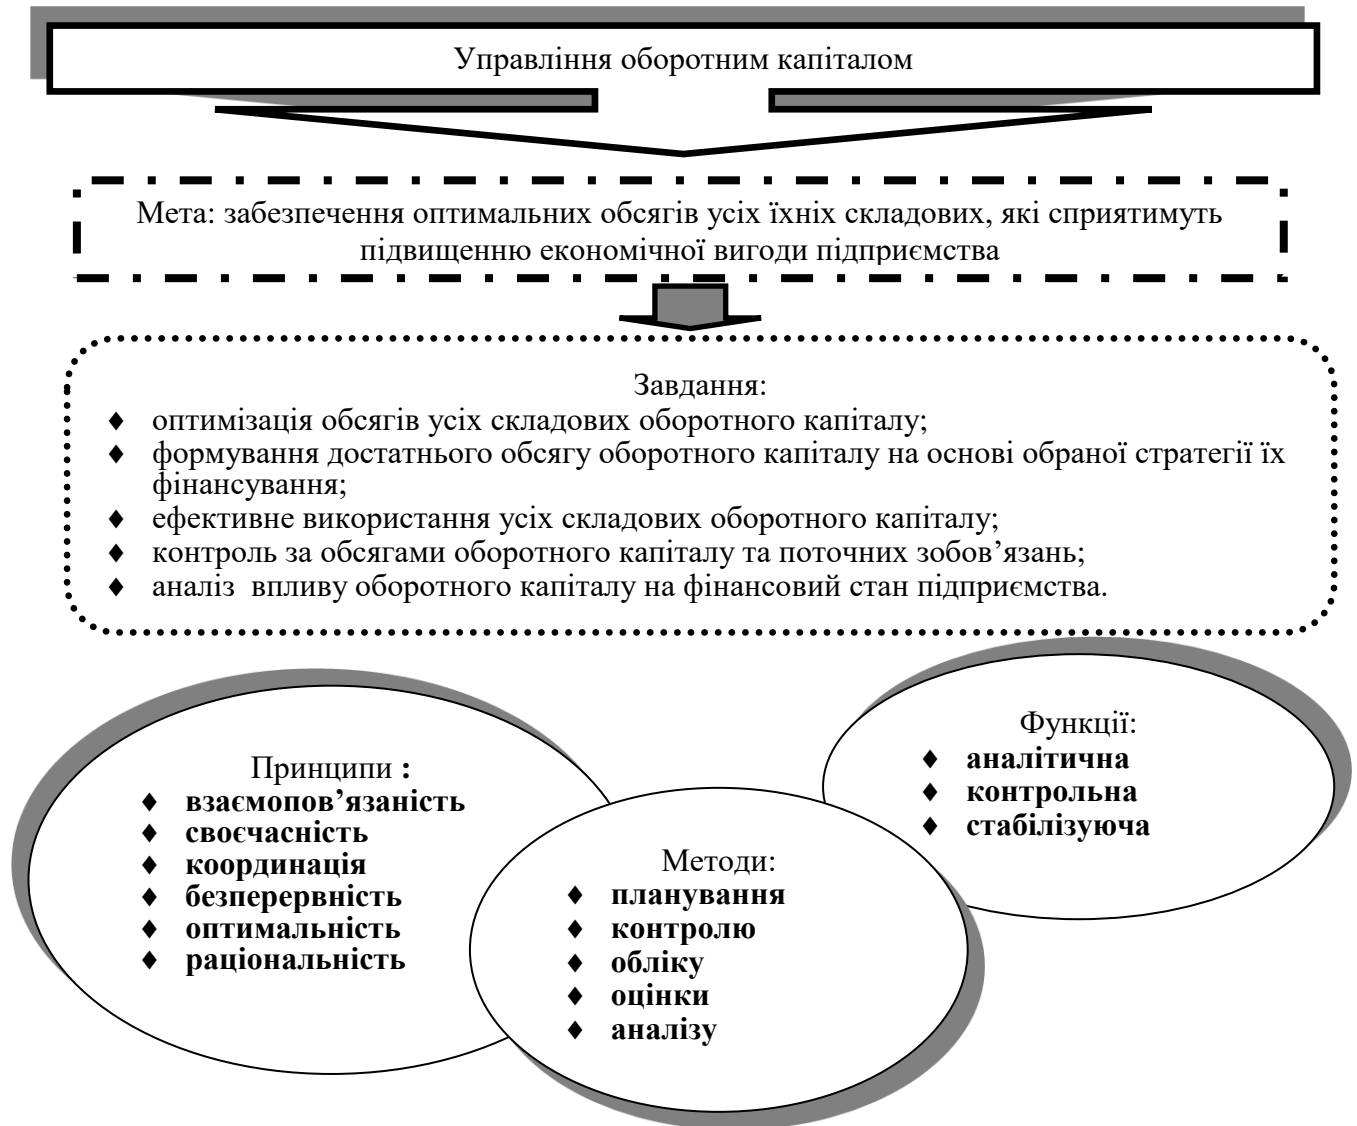 Управління оборотним капіталом
Мета: забезпечення оптимальних обсягів усіх їхніх складових, які сприятимуть
підвищенню економічної вигоди підприємства
Завдання:
♦ оптимізація обсягів усіх складових оборотного капіталу;
♦ формування достатнього обсягу оборотного капіталу на основі обраної стратегії їх
фінансування;
♦ ефективне використання усіх складових оборотного капіталу;
♦ контроль за обсягами оборотного капіталу та поточних зобов’язань;
♦ аналіз впливу оборотного капіталу на фінансовий стан підприємства.
Принципи :
♦ взаємопов’язаність
♦ своєчасність
♦ координація
♦ безперервність
♦ оптимальність
♦ раціональність
Методи:
♦ планування
♦ контролю
♦ обліку
♦ оцінки
♦ аналізу
Функції:
♦ аналітична
♦ контрольна
♦ стабілізуюча